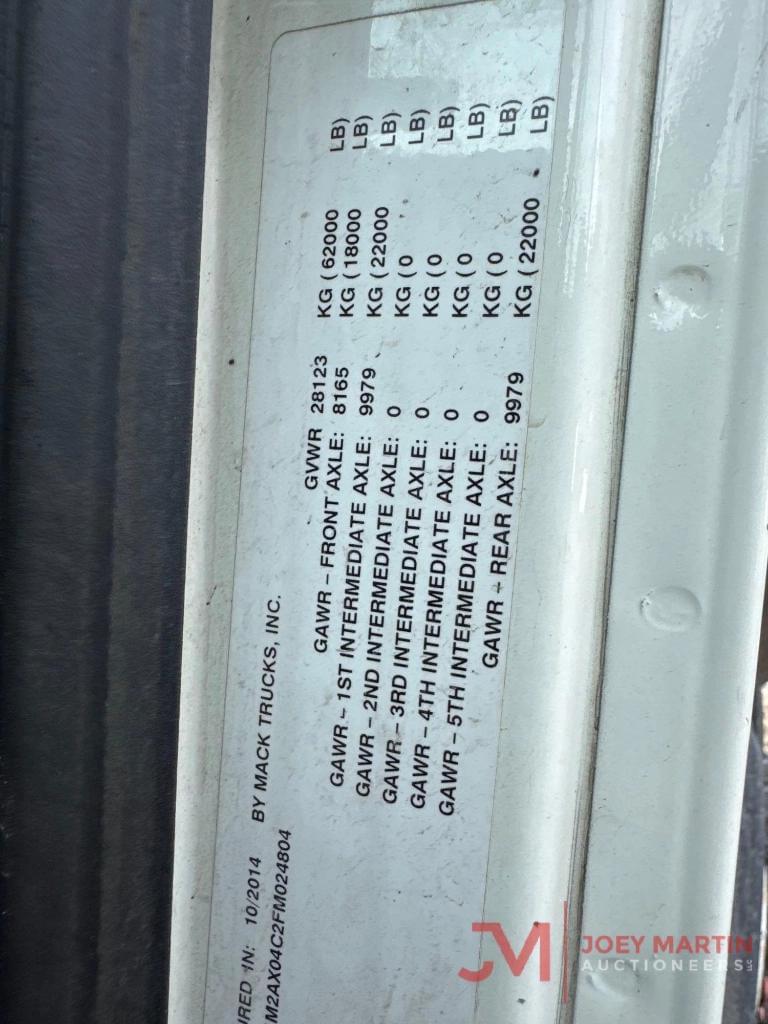 IN: 10/2014 BY MACK TRUCKS, INC.
M2AX04C2FM024804
GVWR 28123 KG ( 62000 LB)
GAWR - FRONT AXLE: 8165 KG ( 18000 LB)
GAWR - 1ST INTERMEDIATE AXLE: 9979 KG ( 22000 LB)
GAWR - 2ND INTERMEDIATE AXLE: 0 KG ( 0 LB)
GAWR - 3RD INTERMEDIATE AXLE: 0 KG ( 0 LB)
GAWR - 4TH INTERMEDIATE AXLE: 0 KG ( 0 LB)
GAWR - 5TH INTERMEDIATE AXLE: 0 KG ( 0 LB)
GAWR - REAR AXLE: 9979 KG ( 22000 LB)
JM JOEY MARTIN
AUCTIONEERS LLC